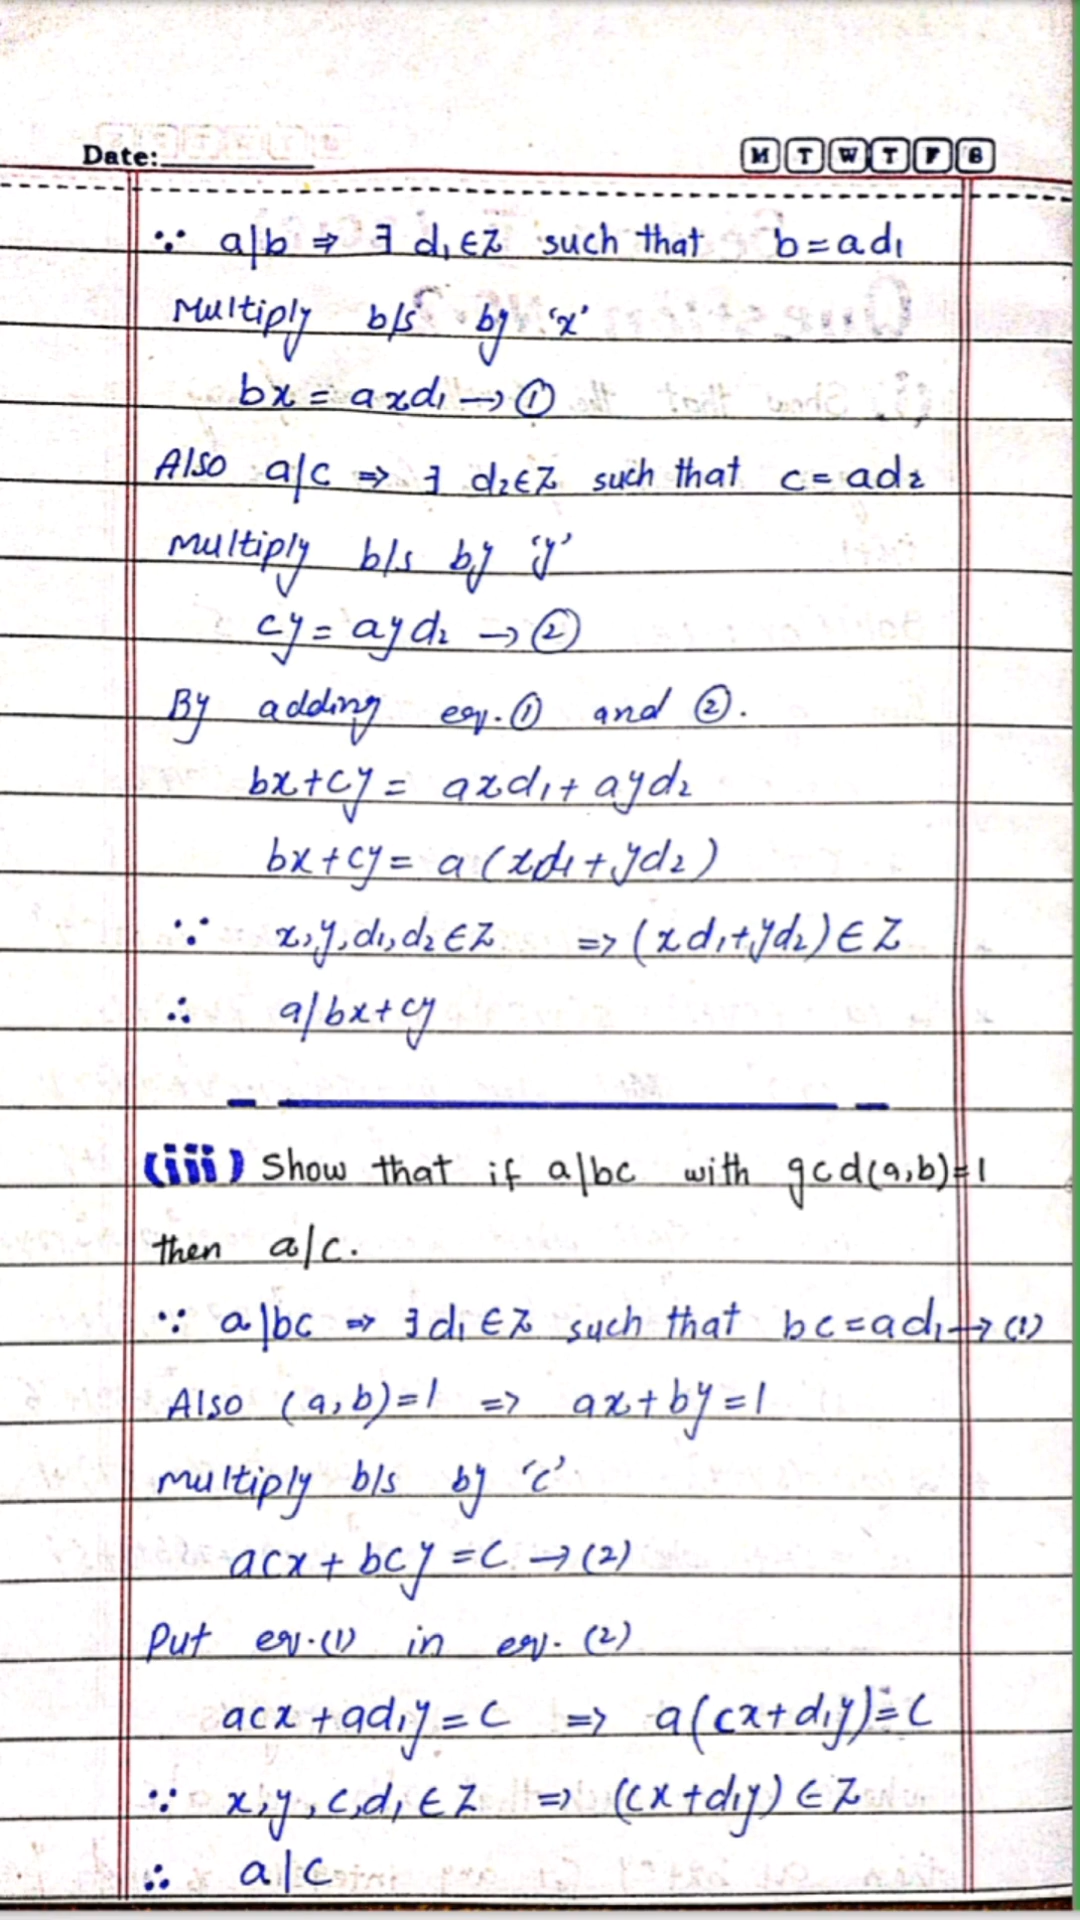 Date:
M T W T F S
∵ a|b ⇒ ∃ d₁∈Z such that b=ad₁
Multiply b/s by 'x'
bx = axd₁ → ①
Also a|c ⇒ ∃ d₂∈Z such that c= ad₂
multiply b/s by 'y'
cy= ayd₂ → ②
By adding eq.① and ②.
bx+cy= axd₁+ ayd₂
bx+cy= a(xd₁+yd₂)
∵ x,y,d₁,d₂∈Z => (xd₁+yd₂)∈Z
∴ a|bx+cy
(iii) Show that if a|bc with gcd(a,b)=1
then a|c.
∵ a|bc ⇒ ∃d₁∈Z such that bc=ad₁→(1)
Also (a,b)=1 => ax+by=1
multiply b/s by 'c'
acx+bcy=c → (2)
Put eq.(1) in eq.(2)
acx+ad₁y=c => a(cx+d₁y)=c
∵ x,y,c,d₁∈Z => (cx+d₁y)∈Z
∴ a|c